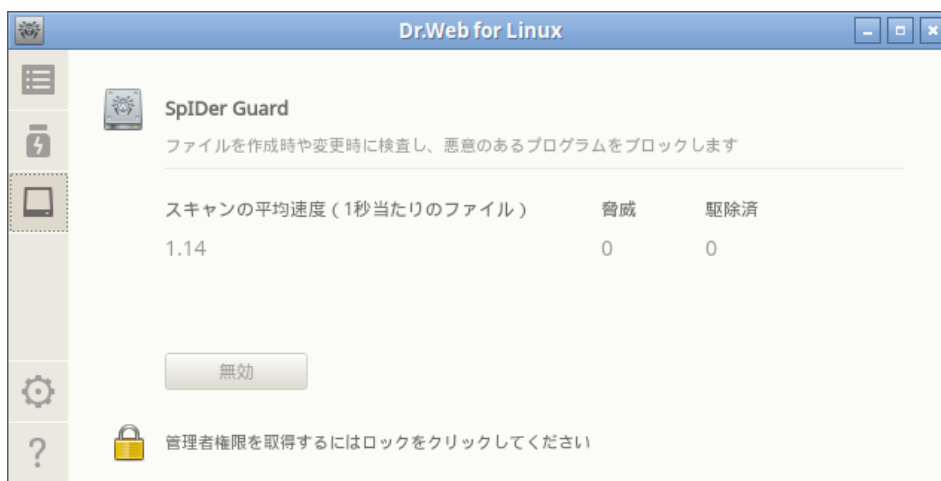 Dr.Web for Linux
SpIDer Guard
ファイルを作成時や変更時に検査し、悪意のあるプログラムをブロックします
スキャンの平均速度 ( 1秒当たりのファイル ) 脅威 駆除済
1.14 0 0
無効
管理者権限を取得するにはロックをクリックしてください
?